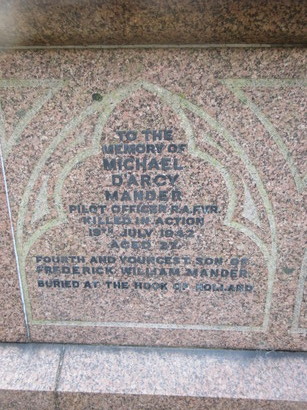 TO THE
MEMORY OF
MICHAEL
D'ARCY
MANDER
PILOT OFFICER R.A.F.V.R.
KILLED IN ACTION
19TH JULY 1942
AGED 27.
FOURTH AND YOUNGEST SON OF
FREDERICK WILLIAM MANDER.
BURIED AT THE HOOK OF HOLLAND.